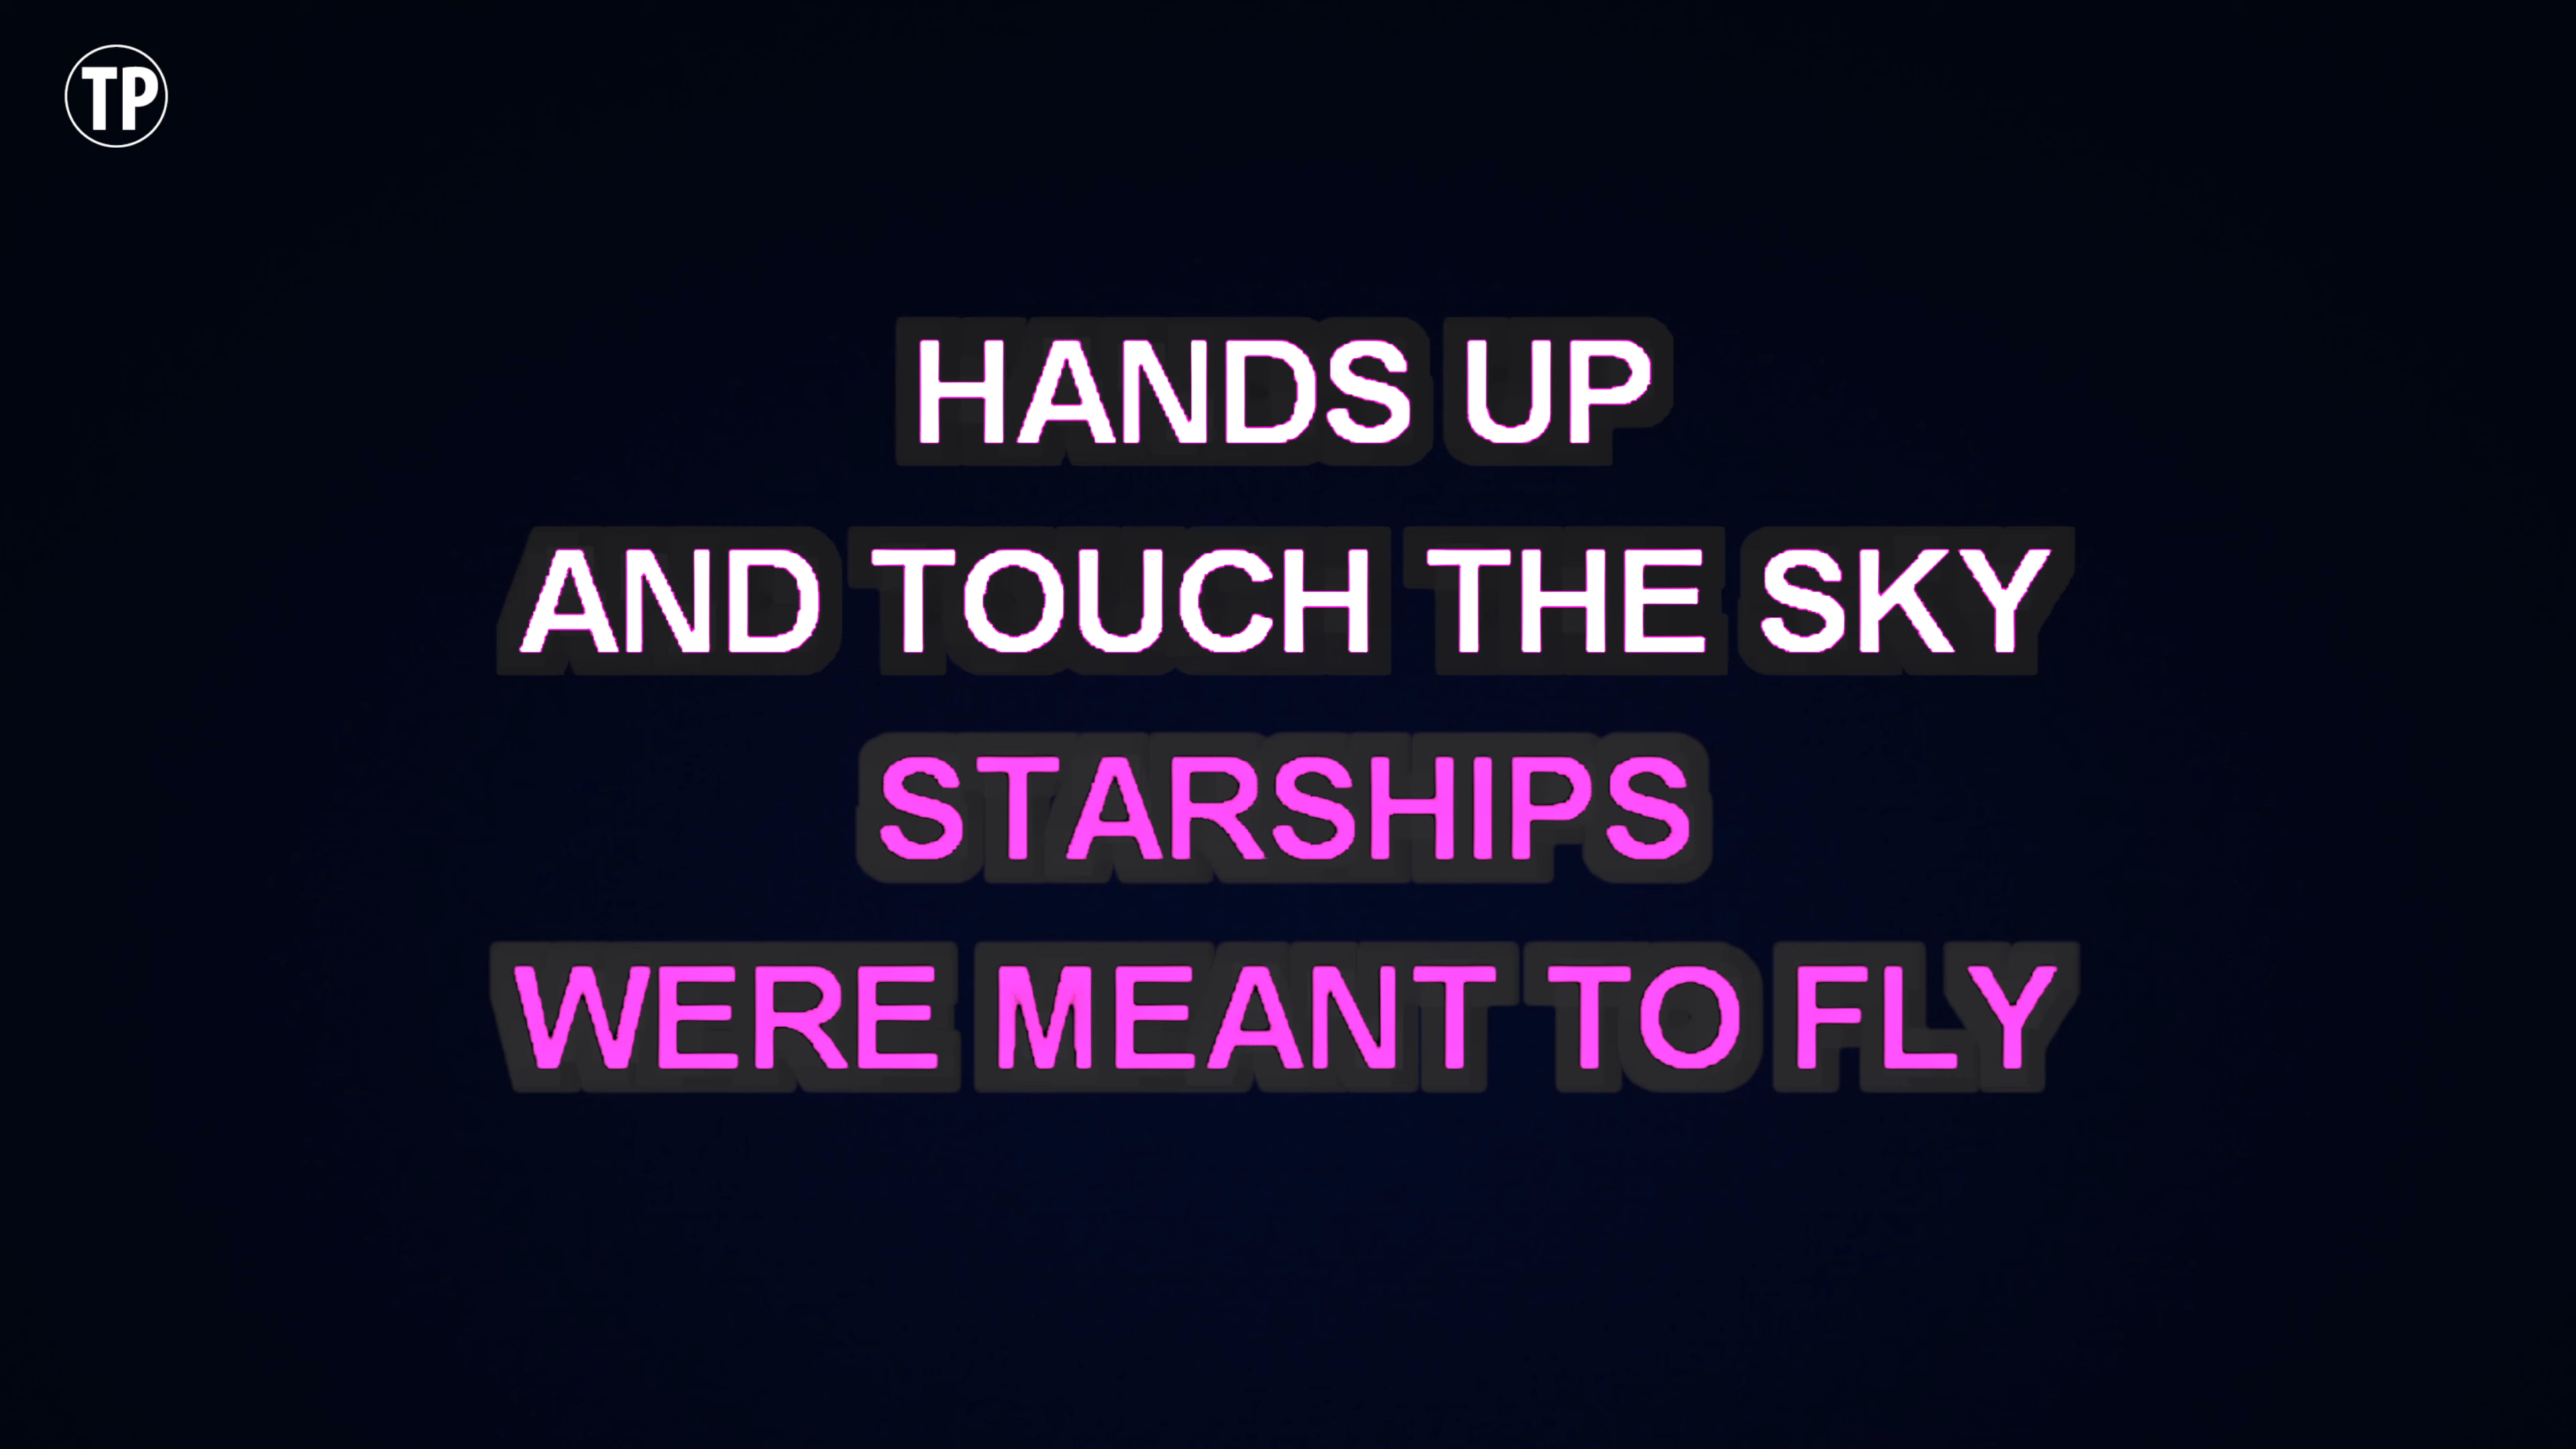 TP
HANDS UP
AND TOUCH THE SKY
STARSHIPS
WERE MEANT TO FLY